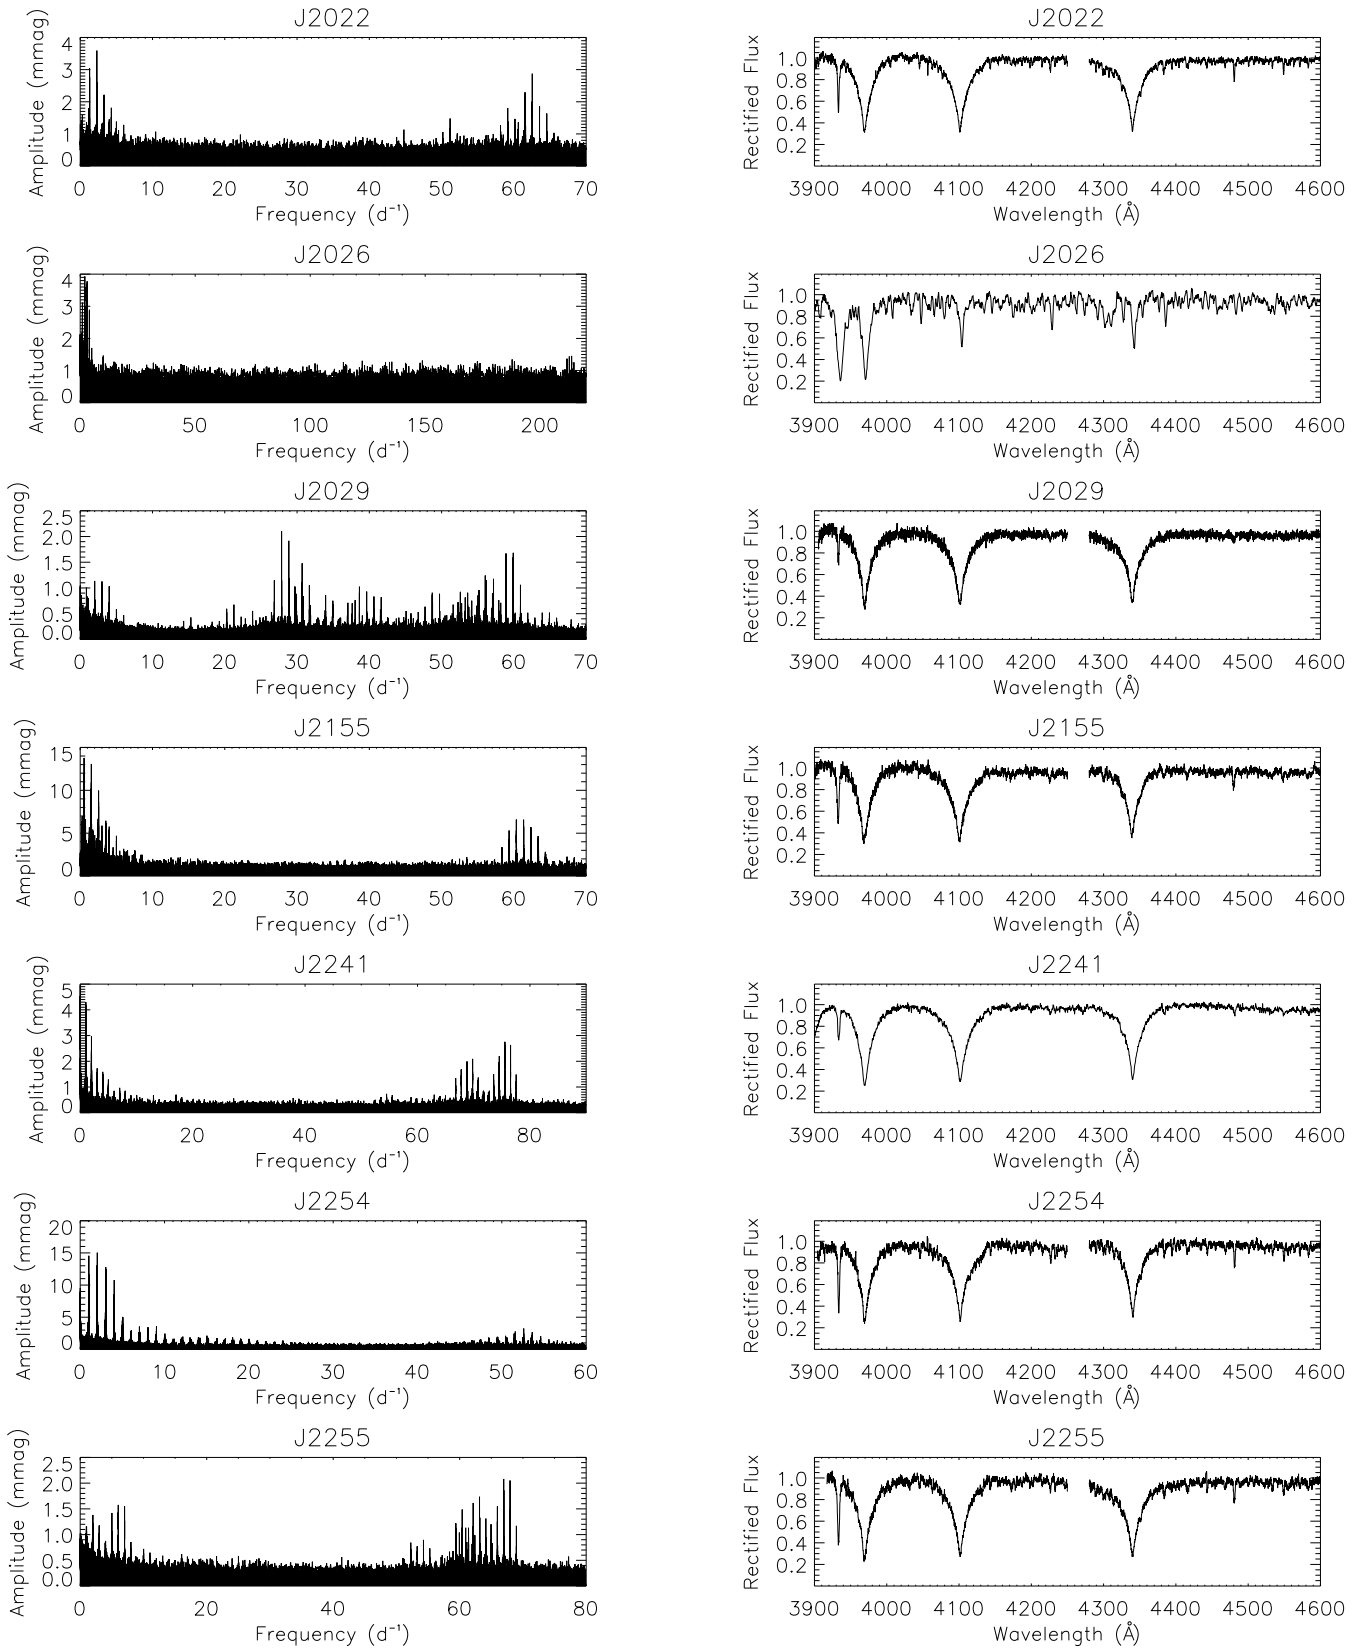 J2022
Amplitude (mmag)
4
3
2
1
0
0 10 20 30 40 50 60 70
Frequency (d⁻¹)
J2022
Rectified Flux
1.0
0.8
0.6
0.4
0.2
3900 4000 4100 4200 4300 4400 4500 4600
Wavelength (Å)
J2026
Amplitude (mmag)
4
3
2
1
0
0 50 100 150 200
Frequency (d⁻¹)
J2026
Rectified Flux
1.0
0.8
0.6
0.4
0.2
3900 4000 4100 4200 4300 4400 4500 4600
Wavelength (Å)
J2029
Amplitude (mmag)
2.5
2.0
1.5
1.0
0.5
0.0
0 10 20 30 40 50 60 70
Frequency (d⁻¹)
J2029
Rectified Flux
1.0
0.8
0.6
0.4
0.2
3900 4000 4100 4200 4300 4400 4500 4600
Wavelength (Å)
J2155
Amplitude (mmag)
15
10
5
0
0 10 20 30 40 50 60 70
Frequency (d⁻¹)
J2155
Rectified Flux
1.0
0.8
0.6
0.4
0.2
3900 4000 4100 4200 4300 4400 4500 4600
Wavelength (Å)
J2241
Amplitude (mmag)
5
4
3
2
1
0
0 20 40 60 80
Frequency (d⁻¹)
J2241
Rectified Flux
1.0
0.8
0.6
0.4
0.2
3900 4000 4100 4200 4300 4400 4500 4600
Wavelength (Å)
J2254
Amplitude (mmag)
20
15
10
5
0
0 10 20 30 40 50 60
Frequency (d⁻¹)
J2254
Rectified Flux
1.0
0.8
0.6
0.4
0.2
3900 4000 4100 4200 4300 4400 4500 4600
Wavelength (Å)
J2255
Amplitude (mmag)
2.5
2.0
1.5
1.0
0.5
0.0
0 20 40 60 80
Frequency (d⁻¹)
J2255
Rectified Flux
1.0
0.8
0.6
0.4
0.2
3900 4000 4100 4200 4300 4400 4500 4600
Wavelength (Å)